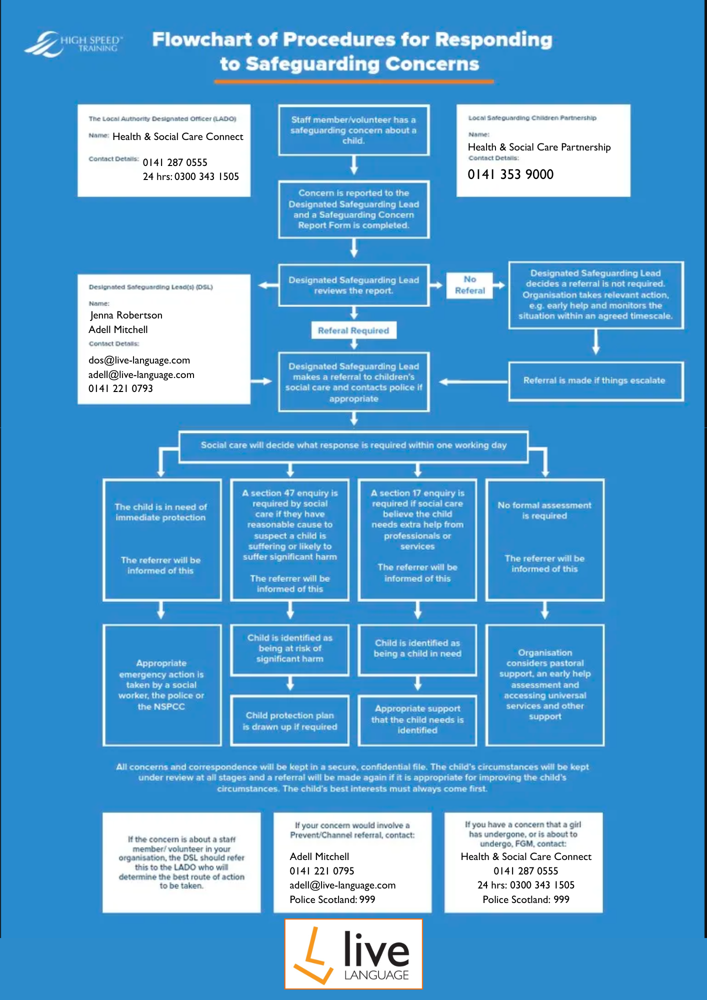 HIGH SPEED™
TRAINING
Flowchart of Procedures for Responding
to Safeguarding Concerns
The Local Authority Designated Officer (LADO)
Name: Health & Social Care Connect
Contact Details: 0141 287 0555
24 hrs: 0300 343 1505
Staff member/volunteer has a
safeguarding concern about a
child.
Local Safeguarding Children Partnership
Name:
Health & Social Care Partnership
Contact Details:
0141 353 9000
Concern is reported to the
Designated Safeguarding Lead
and a Safeguarding Concern
Report Form is completed.
Designated Safeguarding Lead
reviews the report.
No
Referal
Designated Safeguarding Lead
decides a referral is not required.
Organisation takes relevant action,
e.g. early help and monitors the
situation within an agreed timescale.
Designated Safeguarding Lead(s) (DSL)
Name:
Jenna Robertson
Adell Mitchell
Contact Details:
dos@live-language.com
adell@live-language.com
0141 221 0793
Referal Required
Designated Safeguarding Lead
makes a referral to children's
social care and contacts police if
appropriate
Referral is made if things escalate
Social care will decide what response is required within one working day
The child is in need of
immediate protection
The referrer will be
informed of this
A section 47 enquiry is
required by social
care if they have
reasonable cause to
suspect a child is
suffering or likely to
suffer significant harm
The referrer will be
informed of this
A section 17 enquiry is
required if social care
believe the child
needs extra help from
professionals or
services
The referrer will be
informed of this
No formal assessment
is required
The referrer will be
informed of this
Appropriate
emergency action is
taken by a social
worker, the police or
the NSPCC
Child is identified as
being at risk of
significant harm
Child protection plan
is drawn up if required
Child is identified as
being a child in need
Appropriate support
that the child needs is
identified
Organisation
considers pastoral
support, an early help
assessment and
accessing universal
services and other
support
All concerns and correspondence will be kept in a secure, confidential file. The child's circumstances will be kept
under review at all stages and a referral will be made again if it is appropriate for improving the child's
circumstances. The child's best interests must always come first.
If the concern is about a staff
member/ volunteer in your
organisation, the DSL should refer
this to the LADO who will
determine the best route of action
to be taken.
If your concern would involve a
Prevent/Channel referral, contact:
Adell Mitchell
0141 221 0795
adell@live-language.com
Police Scotland: 999
If you have a concern that a girl
has undergone, or is about to
undergo, FGM, contact:
Health & Social Care Connect
0141 287 0555
24 hrs: 0300 343 1505
Police Scotland: 999
live
LANGUAGE